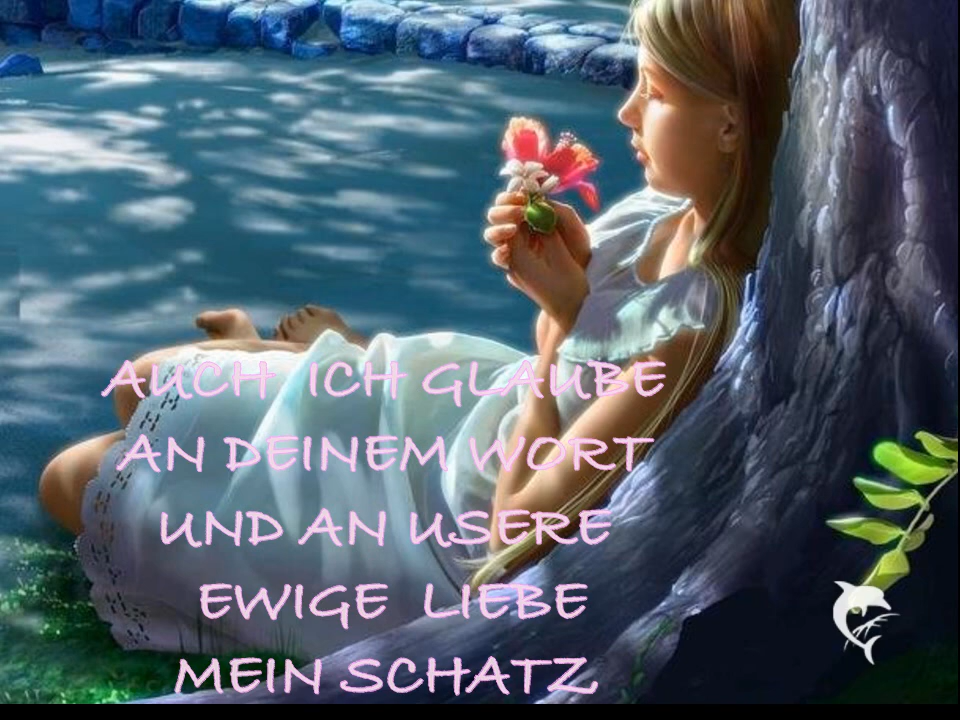 AUCH ICH GLAUBE
AN DEINEM WORT
UND AN USERE
EWIGE LIEBE
MEIN SCHATZ